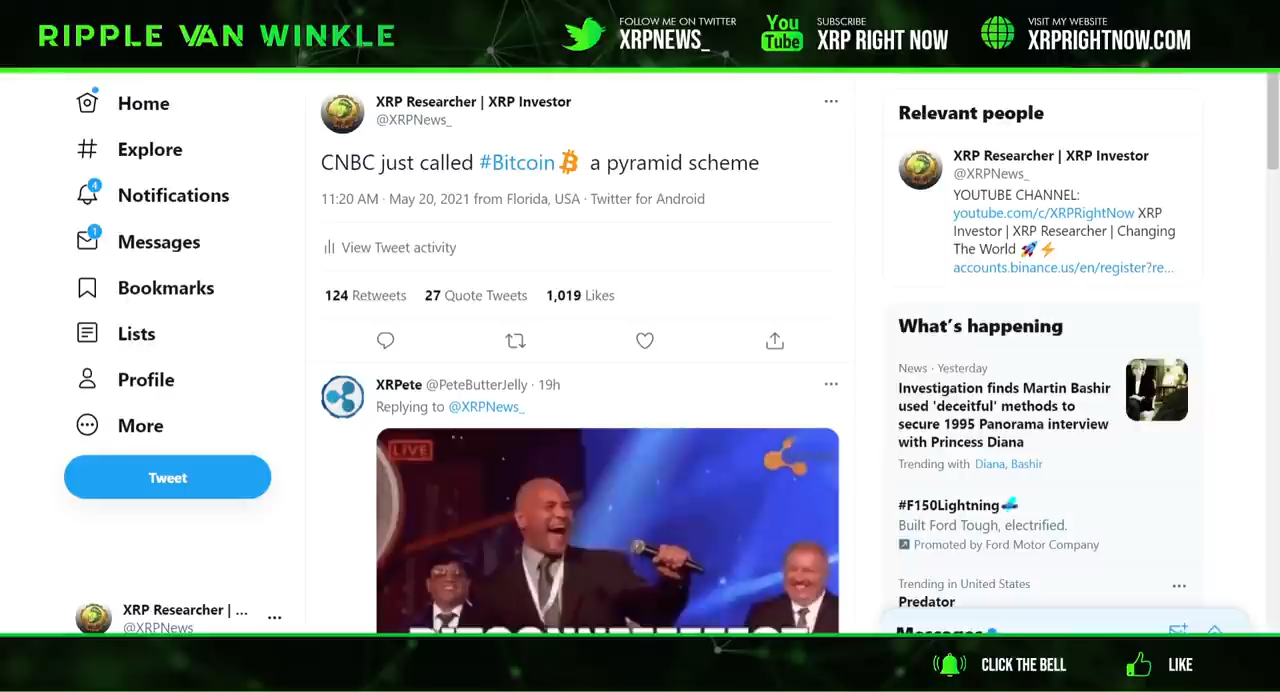 RIPPLE VAN WINKLE
FOLLOW ME ON TWITTER
XRPNEWS_
You
Tube
SUBSCRIBE
XRP RIGHT NOW
VISIT MY WEBSITE
XRPRIGHTNOW.COM
Home
Explore
4
Notifications
1
Messages
Bookmarks
Lists
Profile
More
Tweet
XRP Researcher | ...
@XRPNews_
XRP Researcher | XRP Investor
@XRPNews_
CNBC just called #Bitcoin a pyramid scheme
11:20 AM · May 20, 2021 from Florida, USA · Twitter for Android
View Tweet activity
124 Retweets 27 Quote Tweets 1,019 Likes
XRPete @PeteButterJelly · 19h
Replying to @XRPNews_
LIVE
Relevant people
XRP Researcher | XRP Investor
@XRPNews_
YOUTUBE CHANNEL:
youtube.com/c/XRPRightNow XRP
Investor | XRP Researcher | Changing
The World 🚀⚡
accounts.binance.us/en/register?re...
What's happening
News · Yesterday
Investigation finds Martin Bashir
used 'deceitful' methods to
secure 1995 Panorama interview
with Princess Diana
Trending with Diana, Bashir
#F150Lightning
Built Ford Tough, electrified.
Promoted by Ford Motor Company
Trending in United States
Predator
Messages
CLICK THE BELL
LIKE